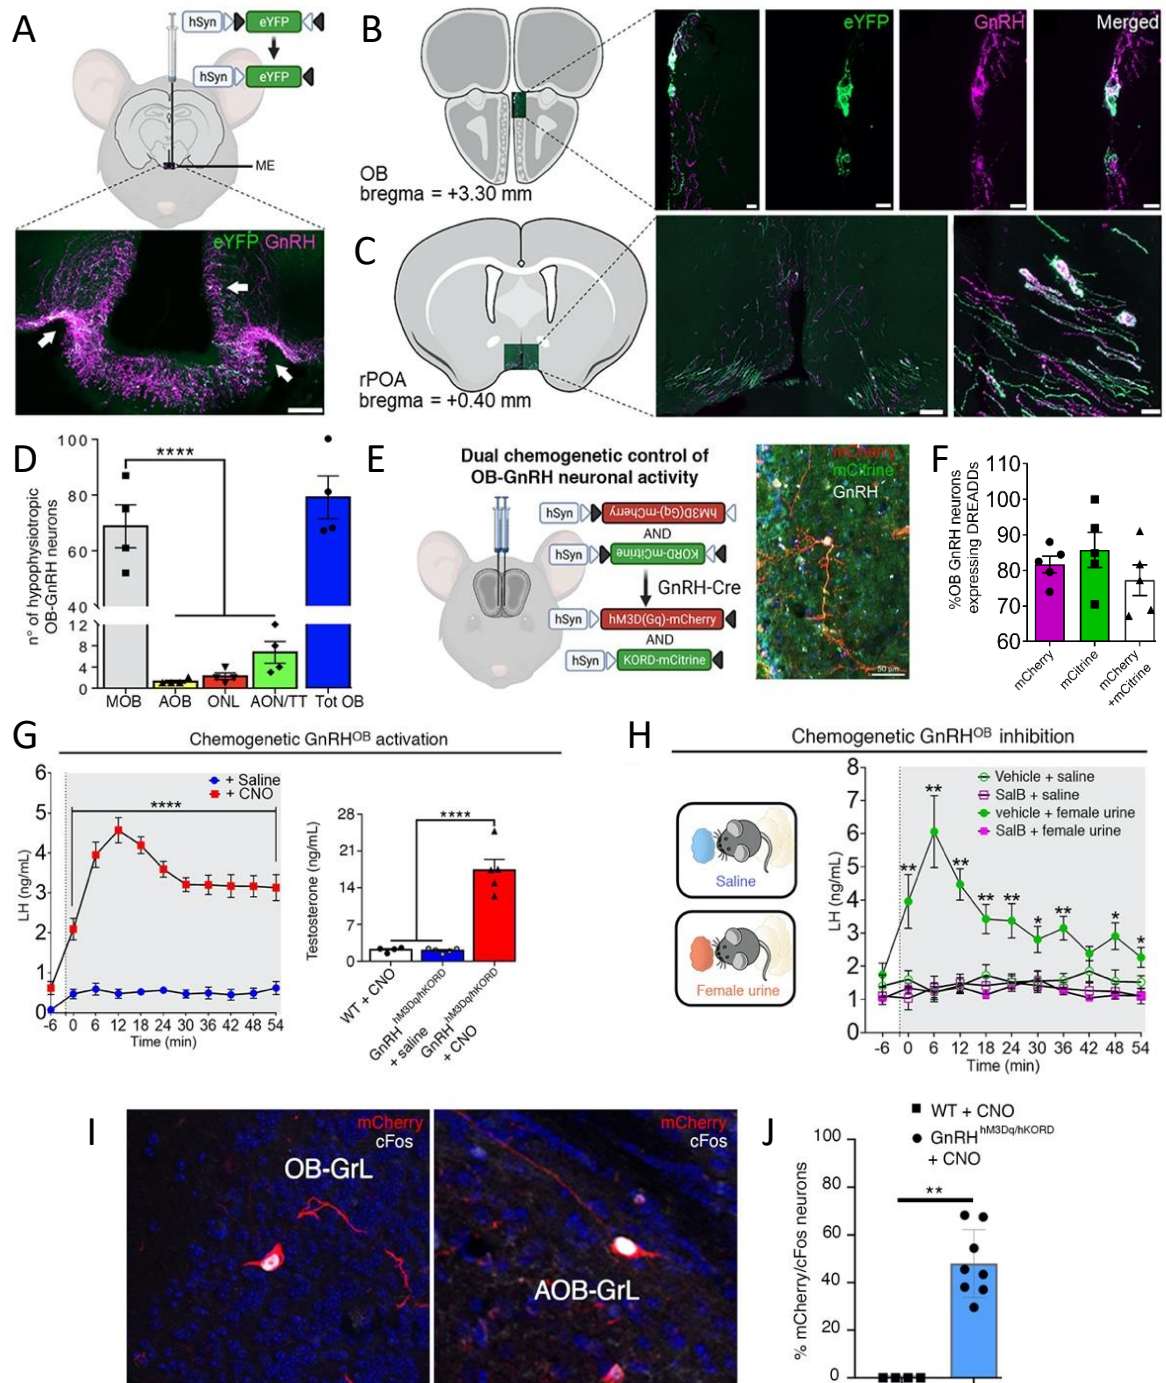 A
hSyn
eYFP
hSyn
eYFP
ME
eYFP GnRH
B
OB
bregma = +3.30 mm
eYFP
GnRH
Merged
C
rPOA
bregma = +0.40 mm
D
n° of hypophysiotropic
OB-GnRH neurons
100
80
60
40
12
8
4
0
****
MOB
AOB
ONL
AON/TT
Tot OB
E
Dual chemogenetic control of
OB-GnRH neuronal activity
hSyn
hM3D(Gq)-mCherry
AND
hSyn
KORD-mCitrine
GnRH-Cre
hSyn
hM3D(Gq)-mCherry
AND
hSyn
KORD-mCitrine
mCherry
mCitrine
GnRH
50 µm
F
%OB GnRH neurons
expressing DREADDs
110
100
90
80
70
60
mCherry
mCitrine
mCherry
+mCitrine
G
Chemogenetic GnRH^OB activation
LH (ng/mL)
6
5
4
3
2
1
0
+ Saline
+ CNO
****
-6 0 6 12 18 24 30 36 42 48 54
Time (min)
Testosterone (ng/mL)
28
21
14
7
0
****
WT + CNO
GnRH^hM3Dq/hKORD
+ saline
GnRH^hM3Dq/hKORD
+ CNO
H
Chemogenetic GnRH^OB inhibition
Saline
Female urine
LH (ng/mL)
8
7
6
5
4
3
2
1
0
Vehicle + saline
SalB + saline
vehicle + female urine
SalB + female urine
** ** ** ** ** * ** * *
-6 0 6 12 18 24 30 36 42 48 54
Time (min)
I
mCherry
cFos
OB-GrL
mCherry
cFos
AOB-GrL
J
WT + CNO
GnRH^hM3Dq/hKORD
+ CNO
% mCherry/cFos neurons
100
80
60
40
20
0
**